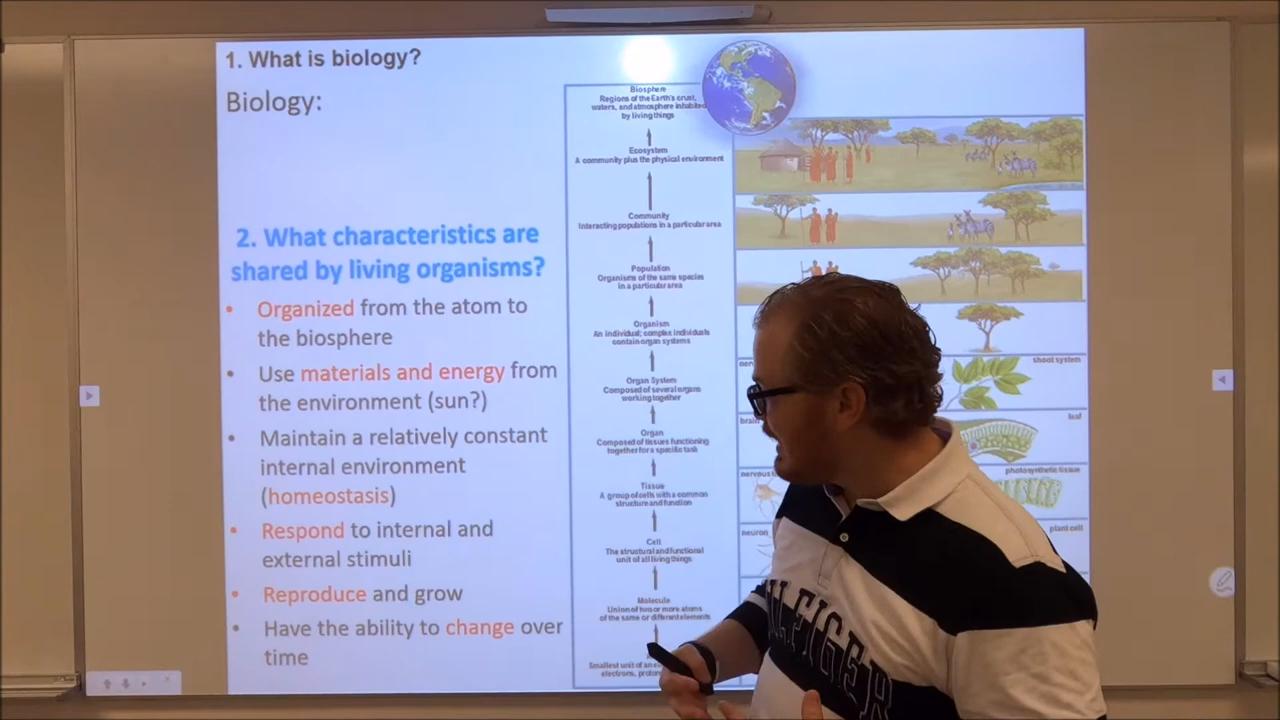 1. What is biology?
Biology:
2. What characteristics are
shared by living organisms?
• Organized from the atom to
the biosphere
• Use materials and energy from
the environment (sun?)
• Maintain a relatively constant
internal environment
(homeostasis)
• Respond to internal and
external stimuli
• Reproduce and grow
• Have the ability to change over
time
Biosphere
Regions of the Earth's crust,
waters, and atmosphere inhabited
by living things
Ecosystem
A community plus the physical environment
Community
Interacting populations in a particular area
Population
Organisms of the same species
in a particular area
Organism
An individual; complex individuals
contain organ systems
Organ System
Composed of several organs
working together
Organ
Composed of tissues functioning
together for a specific task
Tissue
A group of cells with a common
structure and function
Cell
The structural and functional
unit of all living things
Molecule
Union of two or more atoms
of the same or different elements
Smallest unit of an
electrons,
shoot system
brain
leaf
nervous
photosynthetic tissue
neuron
plant cell